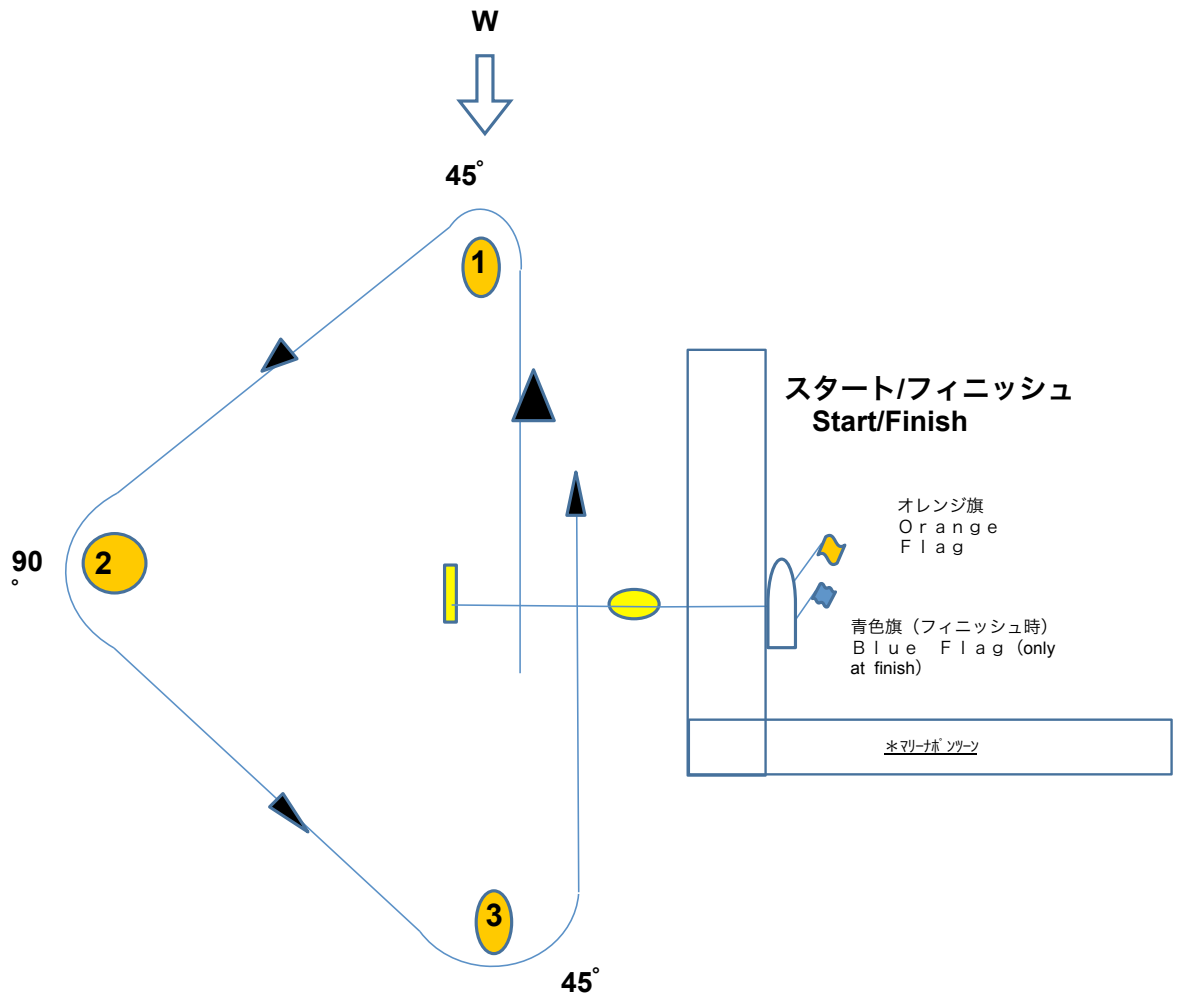 W
45°
1
スタート/フィニッシュ
Start/Finish
オレンジ旗
Ｏｒａｎｇｅ
Ｆｌａｇ
90
°
2
青色旗（フィニッシュ時）
Ｂｌｕｅ　Ｆｌａｇ（only
at finish）
＊ﾏﾘｰﾅﾎﾟﾝﾂｰﾝ
3
45°